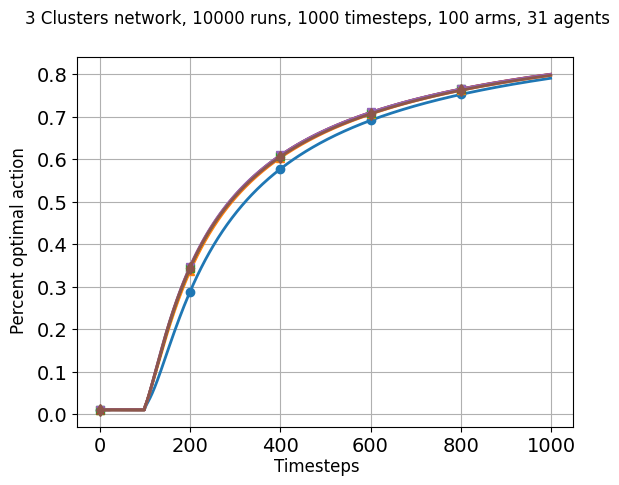 3 Clusters network, 10000 runs, 1000 timesteps, 100 arms, 31 agents
0.8
0.7
0.6
0.5
0.4
0.3
0.2
0.1
0.0
Percent optimal action
0 200 400 600 800 1000
Timesteps